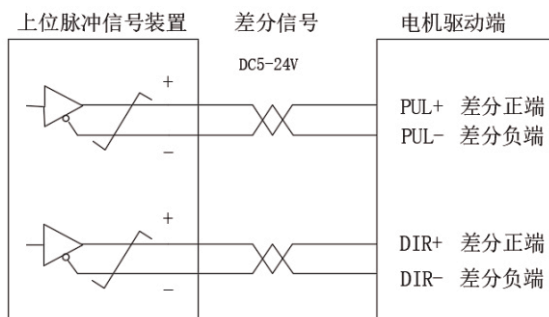 上位脉冲信号装置
差分信号
电机驱动端
DC5-24V
+
PUL+ 差分正端
PUL- 差分负端
−
+
DIR+ 差分正端
DIR- 差分负端
−